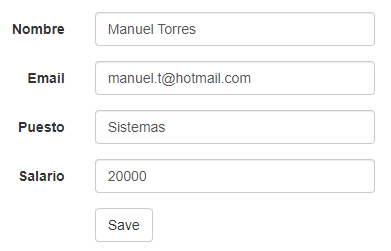 Nombre Manuel Torres
Email manuel.t@hotmail.com
Puesto Sistemas
Salario 20000
Save